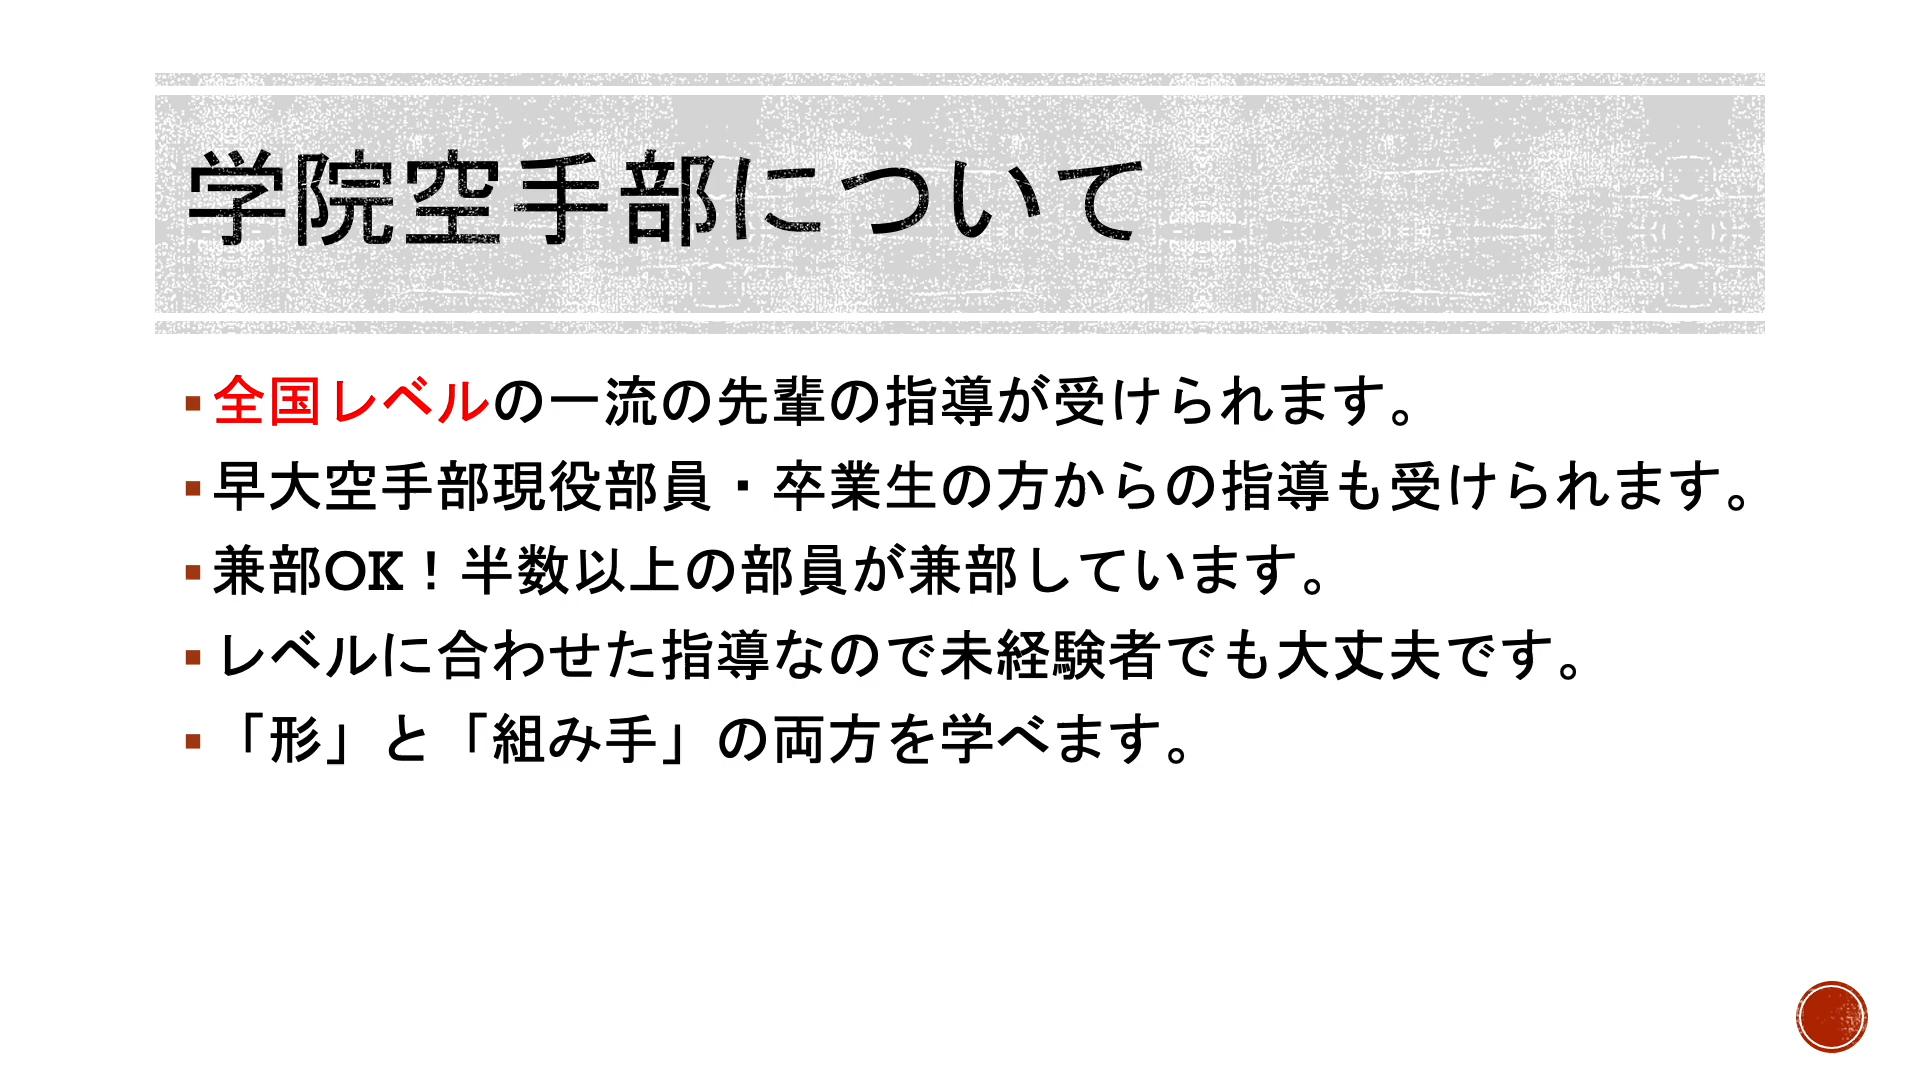 学院空手部について
全国レベルの一流の先輩の指導が受けられます。
早大空手部現役部員・卒業生の方からの指導も受けられます。
兼部OK！半数以上の部員が兼部しています。
レベルに合わせた指導なので未経験者でも大丈夫です。
「形」と「組み手」の両方を学べます。